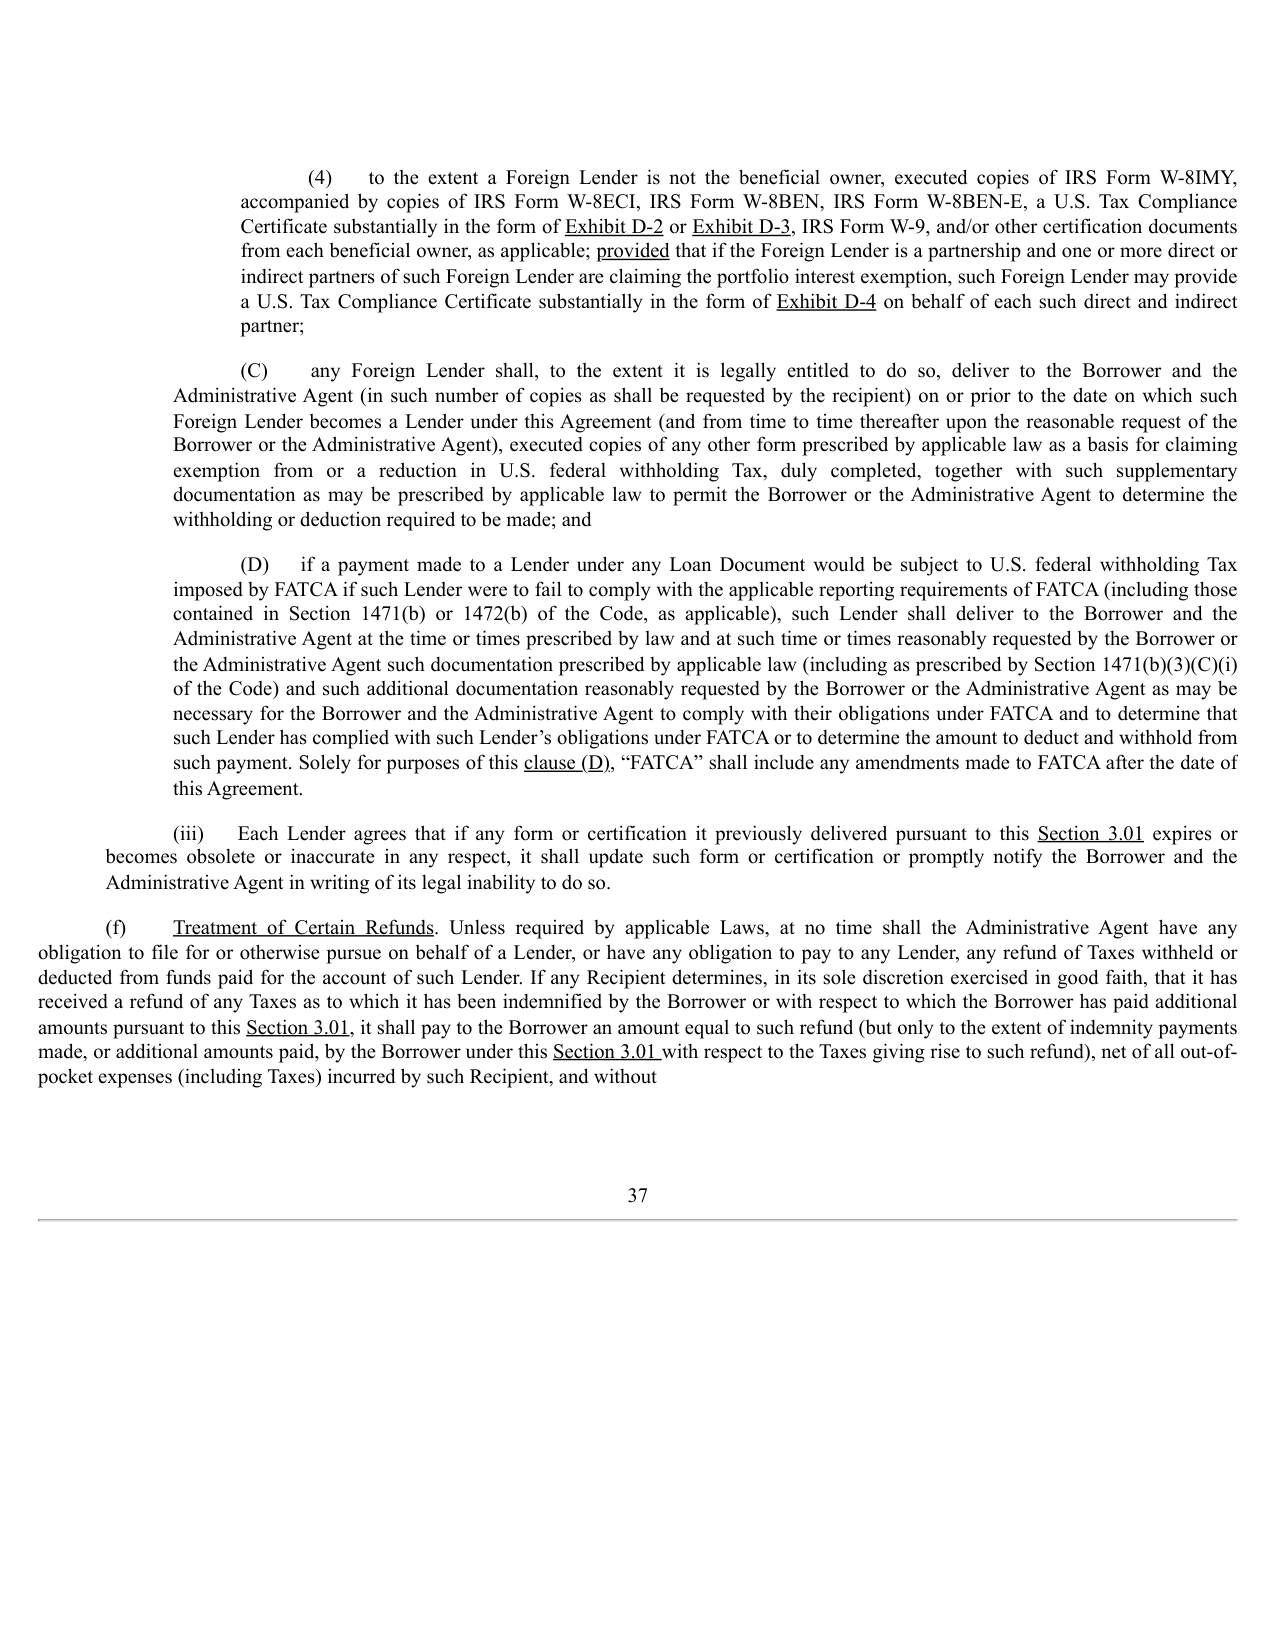 (4) to the extent a Foreign Lender is not the beneficial owner, executed copies of IRS Form W-8IMY,
accompanied by copies of IRS Form W-8ECI, IRS Form W-8BEN, IRS Form W-8BEN-E, a U.S. Tax Compliance
Certificate substantially in the form of Exhibit D-2 or Exhibit D-3, IRS Form W-9, and/or other certification documents
from each beneficial owner, as applicable; provided that if the Foreign Lender is a partnership and one or more direct or
indirect partners of such Foreign Lender are claiming the portfolio interest exemption, such Foreign Lender may provide
a U.S. Tax Compliance Certificate substantially in the form of Exhibit D-4 on behalf of each such direct and indirect
partner;
(C) any Foreign Lender shall, to the extent it is legally entitled to do so, deliver to the Borrower and the
Administrative Agent (in such number of copies as shall be requested by the recipient) on or prior to the date on which such
Foreign Lender becomes a Lender under this Agreement (and from time to time thereafter upon the reasonable request of the
Borrower or the Administrative Agent), executed copies of any other form prescribed by applicable law as a basis for claiming
exemption from or a reduction in U.S. federal withholding Tax, duly completed, together with such supplementary
documentation as may be prescribed by applicable law to permit the Borrower or the Administrative Agent to determine the
withholding or deduction required to be made; and
(D) if a payment made to a Lender under any Loan Document would be subject to U.S. federal withholding Tax
imposed by FATCA if such Lender were to fail to comply with the applicable reporting requirements of FATCA (including those
contained in Section 1471(b) or 1472(b) of the Code, as applicable), such Lender shall deliver to the Borrower and the
Administrative Agent at the time or times prescribed by law and at such time or times reasonably requested by the Borrower or
the Administrative Agent such documentation prescribed by applicable law (including as prescribed by Section 1471(b)(3)(C)(i)
of the Code) and such additional documentation reasonably requested by the Borrower or the Administrative Agent as may be
necessary for the Borrower and the Administrative Agent to comply with their obligations under FATCA and to determine that
such Lender has complied with such Lender’s obligations under FATCA or to determine the amount to deduct and withhold from
such payment. Solely for purposes of this clause (D), “FATCA” shall include any amendments made to FATCA after the date of
this Agreement.
(iii) Each Lender agrees that if any form or certification it previously delivered pursuant to this Section 3.01 expires or
becomes obsolete or inaccurate in any respect, it shall update such form or certification or promptly notify the Borrower and the
Administrative Agent in writing of its legal inability to do so.
(f) Treatment of Certain Refunds. Unless required by applicable Laws, at no time shall the Administrative Agent have any
obligation to file for or otherwise pursue on behalf of a Lender, or have any obligation to pay to any Lender, any refund of Taxes withheld or
deducted from funds paid for the account of such Lender. If any Recipient determines, in its sole discretion exercised in good faith, that it has
received a refund of any Taxes as to which it has been indemnified by the Borrower or with respect to which the Borrower has paid additional
amounts pursuant to this Section 3.01, it shall pay to the Borrower an amount equal to such refund (but only to the extent of indemnity payments
made, or additional amounts paid, by the Borrower under this Section 3.01 with respect to the Taxes giving rise to such refund), net of all out-of-
pocket expenses (including Taxes) incurred by such Recipient, and without
37